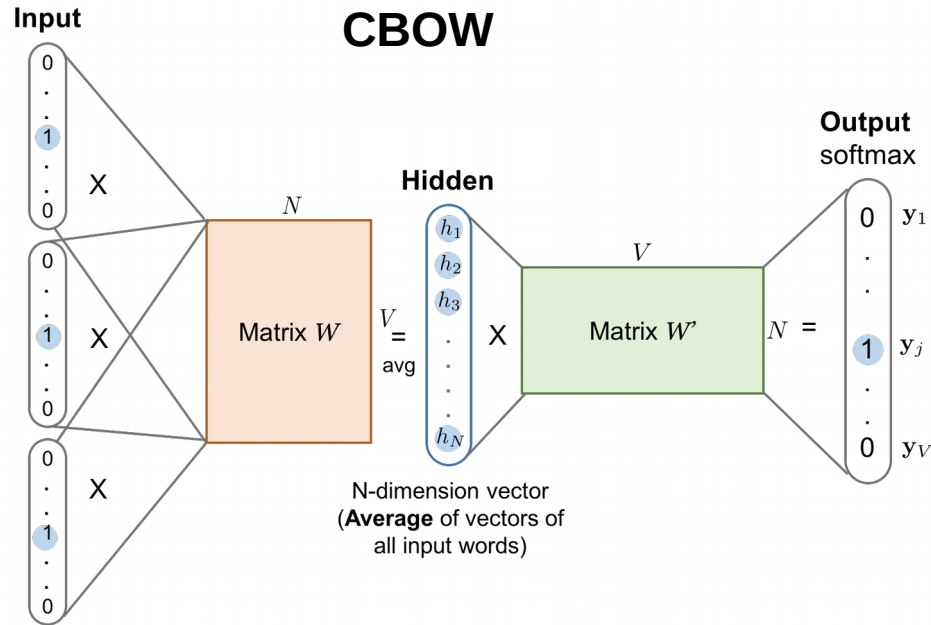 CBOW
Input
0
.
.
1
.
.
0
X
0
.
.
1
.
.
0
X
0
.
.
1
.
.
0
X
N
Matrix W
V
=
avg
Hidden
h1
h2
h3
.
.
.
hN
N-dimension vector
(Average of vectors of
all input words)
X
V
Matrix W’
N =
Output
softmax
0 y1
.
.
1 yj
.
.
0 yV